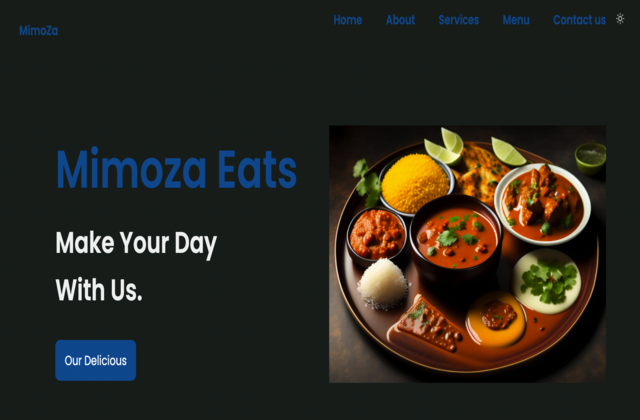 MimoZa
Home About Services Menu Contact us
Mimoza Eats
Make Your Day
With Us.
Our Delicious